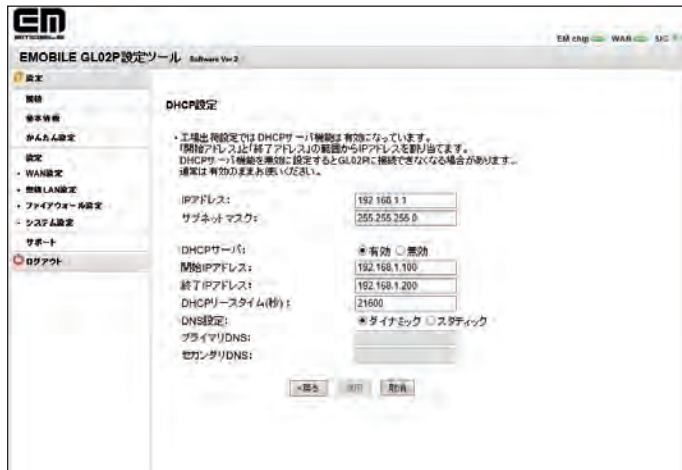 EM
EMOBILE
EM chip WAN SIG
EMOBILE GL02P設定ツール Software Ver.2
設定
接続
基本情報
かんたん設定
設定
・ WAN設定
・ 無線LAN設定
・ ファイアウォール設定
・ システム設定
サポート
ログアウト
DHCP設定
・工場出荷設定ではDHCPサーバ機能は有効になっています。
「開始アドレス」と「終了アドレス」の範囲からIPアドレスを割り当てます。
DHCPサーバ機能を無効に設定するとGL02Pに接続できなくなる場合があります。
通常は有効のままお使いください。
IPアドレス: 192.168.1.1
サブネットマスク: 255.255.255.0
DHCPサーバ: 有効 無効
開始IPアドレス: 192.168.1.100
終了IPアドレス: 192.168.1.200
DHCPリースタイム(秒): 21600
DNS設定: ダイナミック スタティック
プライマリDNS:
セカンダリDNS:
<戻る 適用 取消